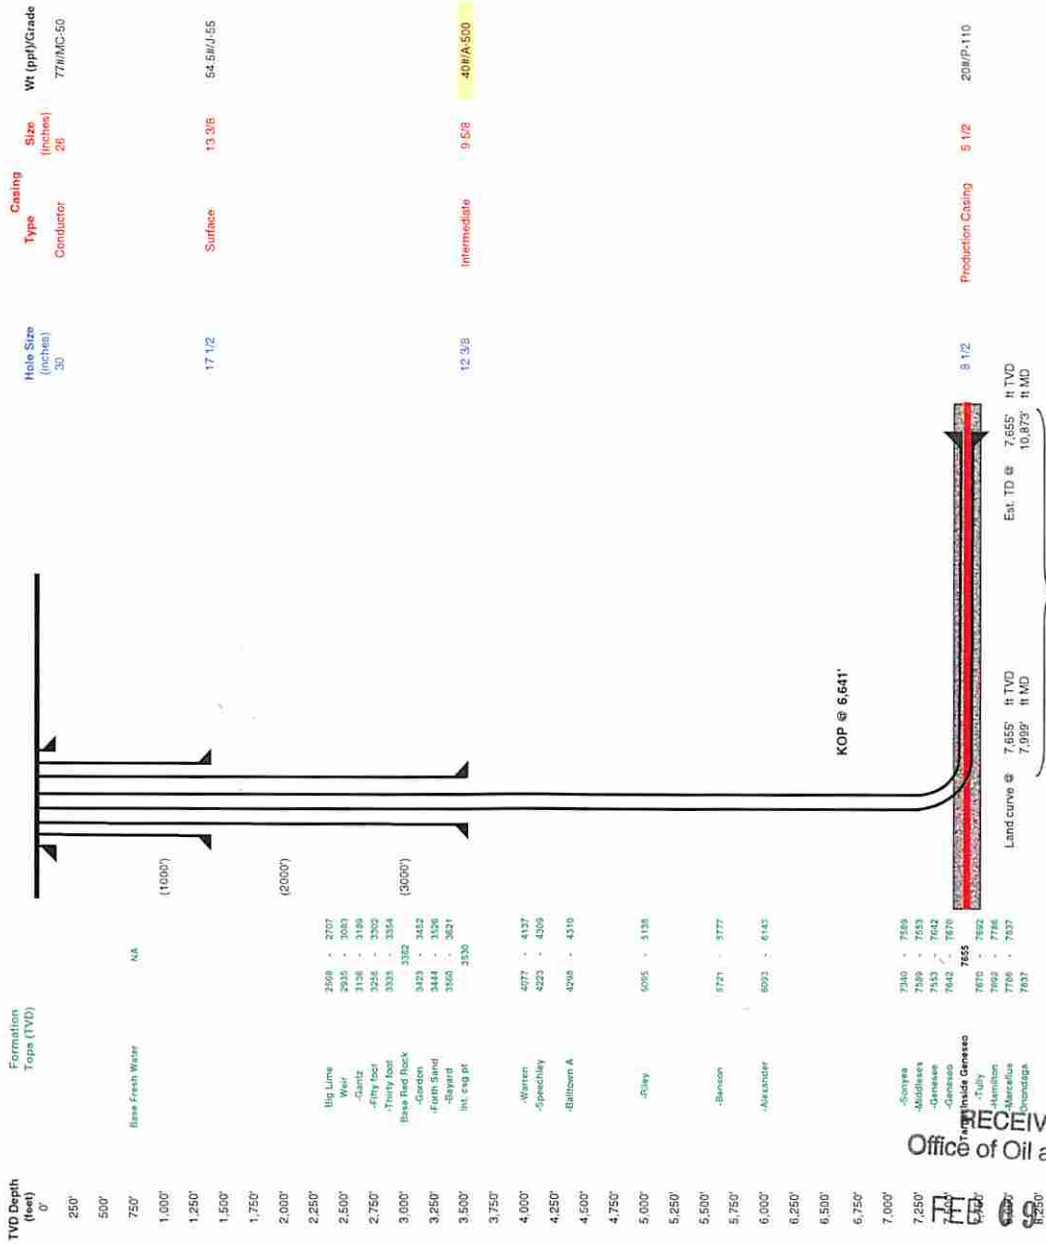 TVD Depth
(feet)
Formation
Tops (TVD)
Hole Size
(inches)
Casing
Type
Size
(inches)
Wt (ppf)/Grade
0'
30
Conductor
26
77#/MC-50
250'
500'
750'
Base Fresh Water NA
1,000'
(1000')
1,250'
17 1/2
Surface
13 3/8
54.5#/J-55
1,500'
1,750'
2,000'
(2000')
2,250'
2,500'
Big Lime 2568 - 2707
Weir 2935 - 3083
2,750'
-Gantz 3136 - 3189
-Fifty foot 3256 - 3302
-Thirty foot 3335 - 3354
3,000'
(3000')
Base Red Rock 3382
-Gordon 3423 - 3452
3,250'
-Forth Sand 3444 - 3526
-Bayard 3560 - 3621
3,500'
Int. csg pt 3530
12 3/8
Intermediate
9 5/8
40#/A-500
3,750'
4,000'
-Warren 4077 - 4137
-Speechley 4223 - 4309
4,250'
-Balltown A 4298 - 4310
4,500'
4,750'
5,000'
-Riley 5095 - 5138
5,250'
5,500'
-Benson 5721 - 5777
5,750'
6,000'
-Alexander 6093 - 6143
6,250'
6,500'
KOP @ 6,641'
6,750'
7,000'
-Sonyea 7340 - 7589
7,250'
-Middlesex 7589 - 7553
-Genesee 7553 - 7642
7,500'
-Geneseo 7642 - 7670
Target Inside Geneseo 7655
8 1/2
Production Casing
5 1/2
20#/P-110
-Tully 7670 - 7692
-Hamilton 7692 - 7786
-Marcellus 7786 - 7837
Onondaga 7837
8,250'
Land curve @ 7,655' ft TVD
7,999' ft MD
Est. TD @ 7,655' ft TVD
10,873' ft MD
RECEIV
Office of Oil a
FEB 09